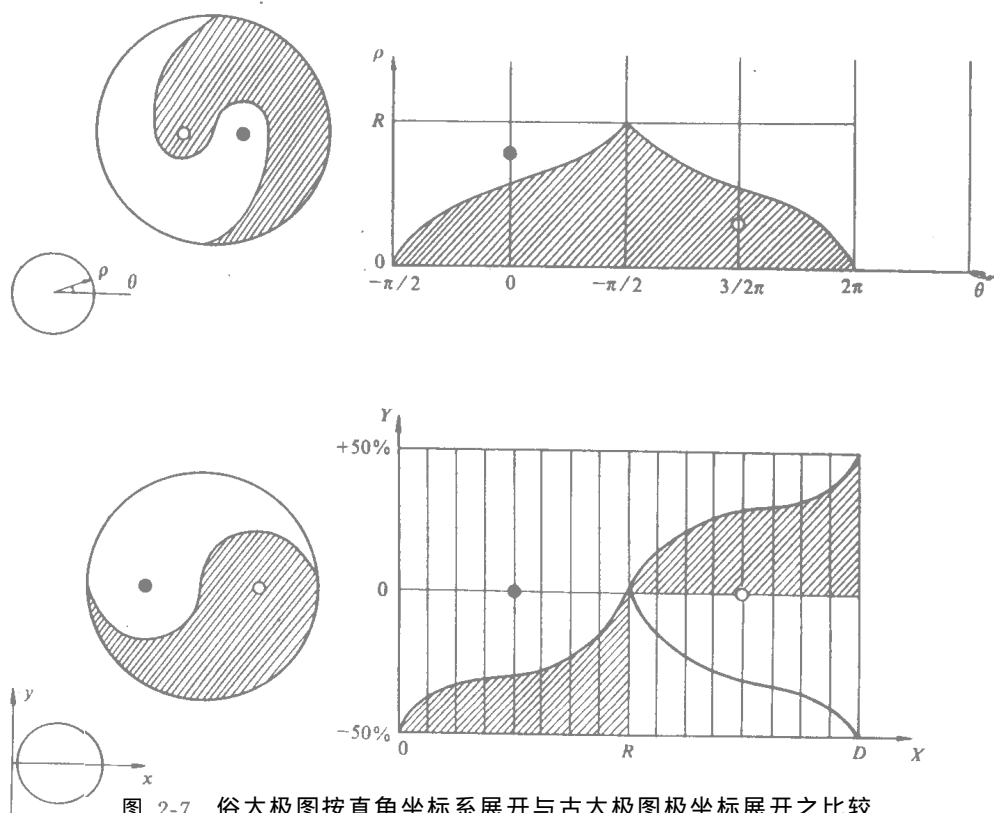 ρ
R
0
-π/2 0 -π/2 3/2π 2π θ
ρ
θ
Y
+50%
0
-50%
0 R D X
y
x
图 2-7 俗太极图按直角坐标系展开与古太极图极坐标展开之比较